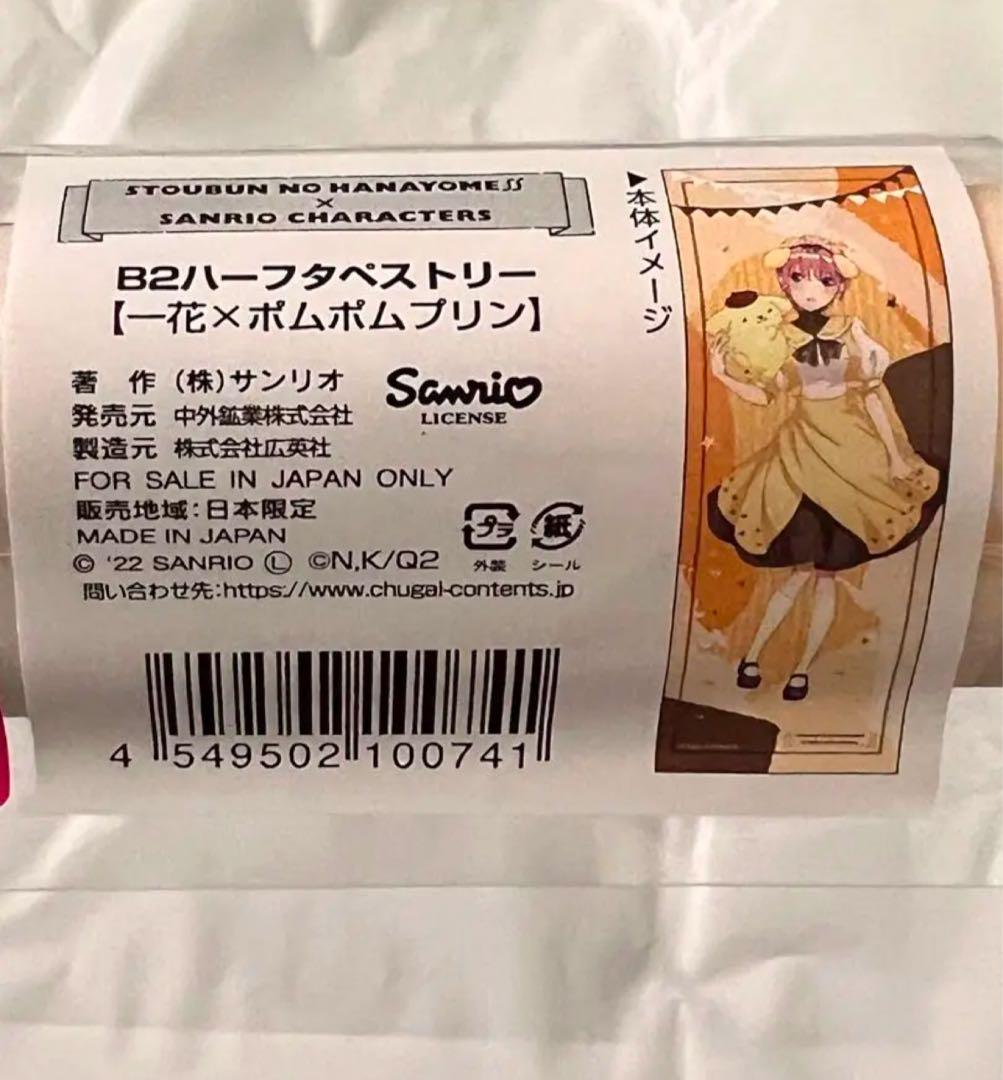 5TOUBUN NO HANAYOME∬
×
SANRIO CHARACTERS
B2ハーフタペストリー
【一花×ポムポムプリン】
著 作 (株)サンリオ
Sanrio
LICENSE
発売元 中外鉱業株式会社
製造元 株式会社広英社
FOR SALE IN JAPAN ONLY
販売地域:日本限定
MADE IN JAPAN
© '22 SANRIO Ⓛ ©N,K/Q2
プラ
外装
紙
シール
問い合わせ先:https://www.chugai-contents.jp
4 549502 100741
▶本体イメージ